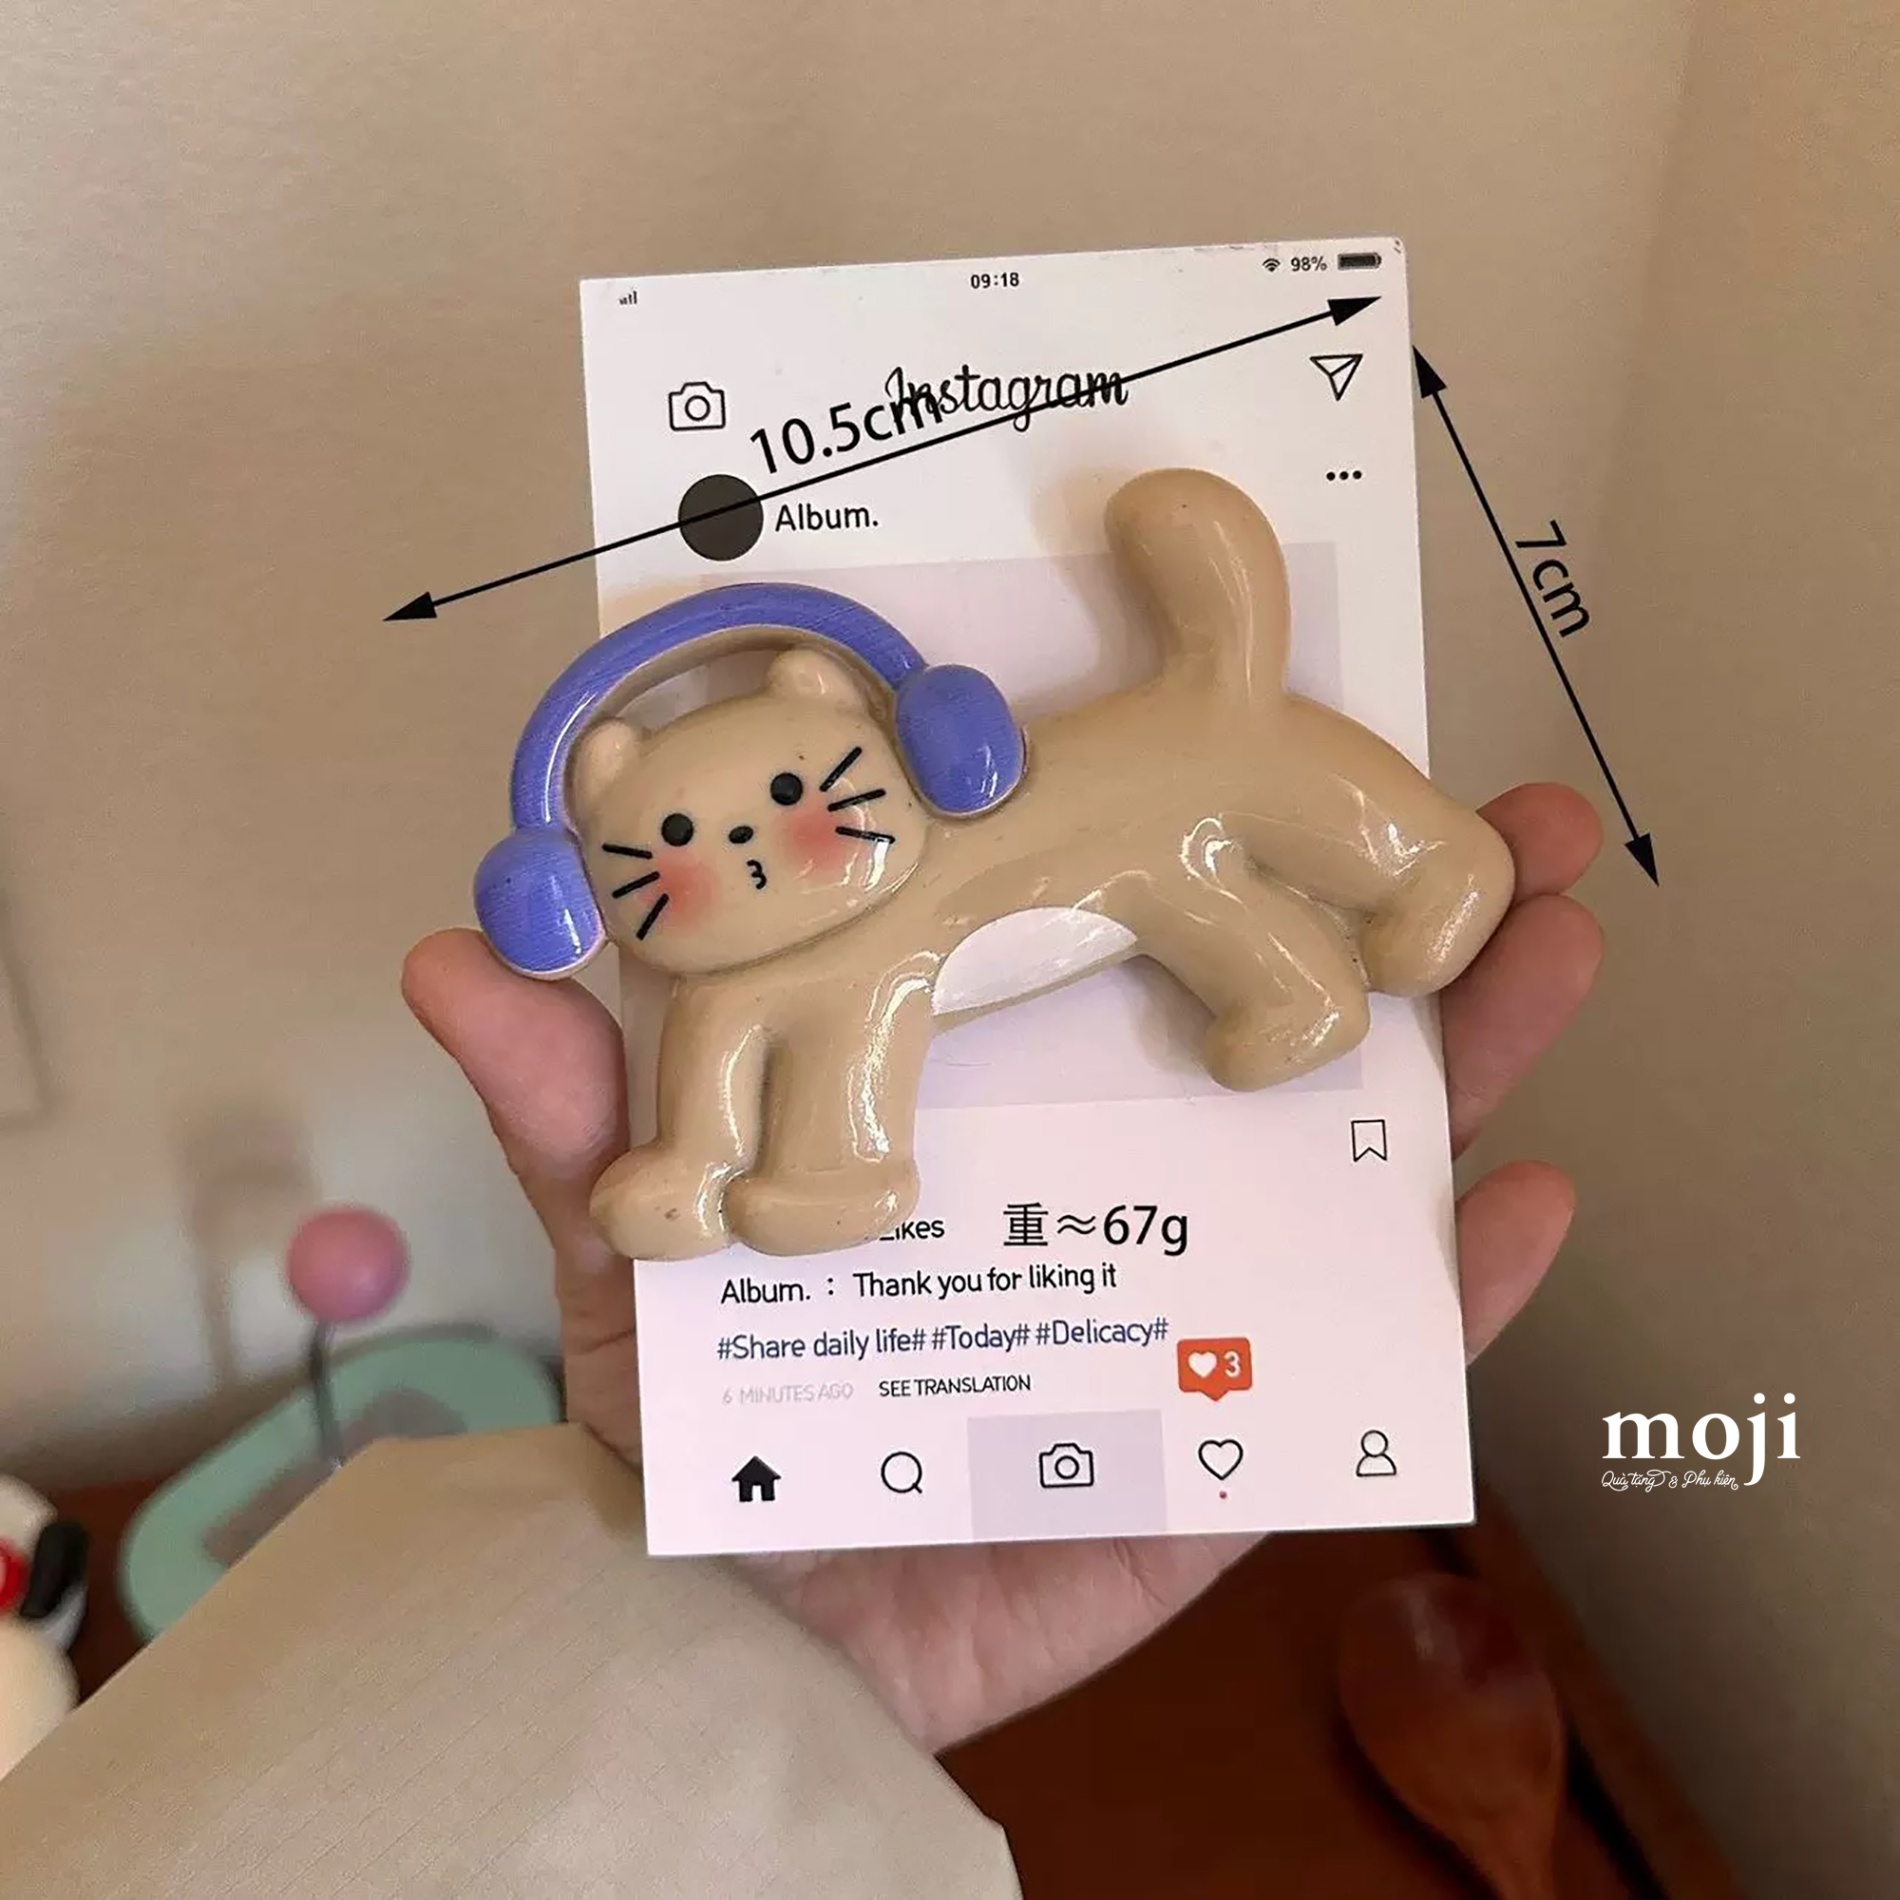 09:18
98%
Instagram
10.5cm
Album.
7cm
重≈67g
Album. : Thank you for liking it
#Share daily life# #Today# #Delicacy#
3
6 MINUTES AGO SEE TRANSLATION
moji
Quà tặng & Phụ kiện